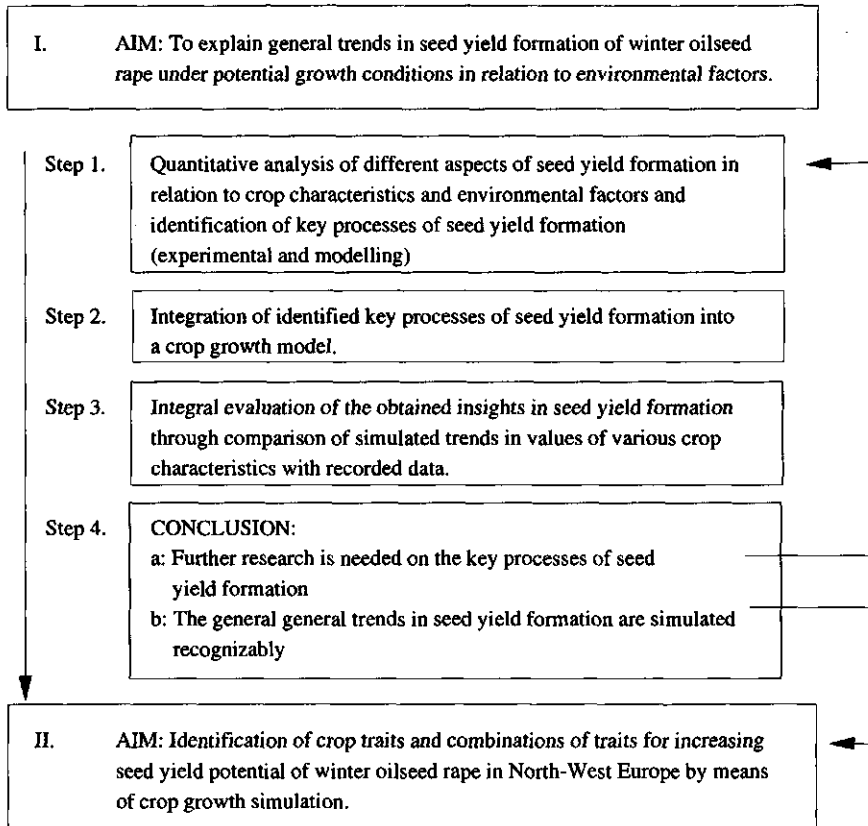 I. AIM: To explain general trends in seed yield formation of winter oilseed
rape under potential growth conditions in relation to environmental factors.
Step 1. Quantitative analysis of different aspects of seed yield formation in
relation to crop characteristics and environmental factors and
identification of key processes of seed yield formation
(experimental and modelling)
Step 2. Integration of identified key processes of seed yield formation into
a crop growth model.
Step 3. Integral evaluation of the obtained insights in seed yield formation
through comparison of simulated trends in values of various crop
characteristics with recorded data.
Step 4. CONCLUSION:
a: Further research is needed on the key processes of seed
yield formation
b: The general general trends in seed yield formation are simulated
recognizably
II. AIM: Identification of crop traits and combinations of traits for increasing
seed yield potential of winter oilseed rape in North-West Europe by means
of crop growth simulation.